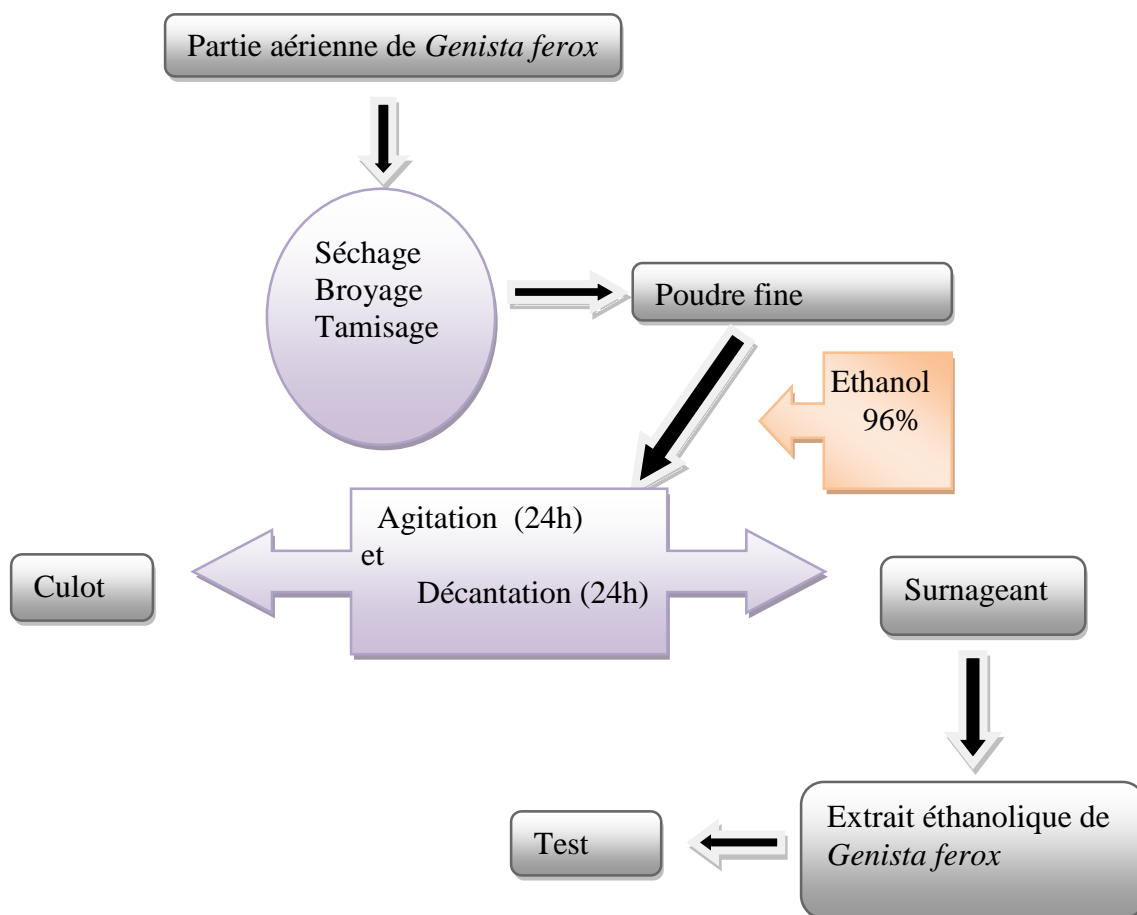 Partie aérienne de Genista ferox
Séchage
Broyage
Tamisage
Poudre fine
Ethanol
96%
Agitation (24h)
et
Décantation (24h)
Culot
Surnageant
Extrait éthanolique de
Genista ferox
Test